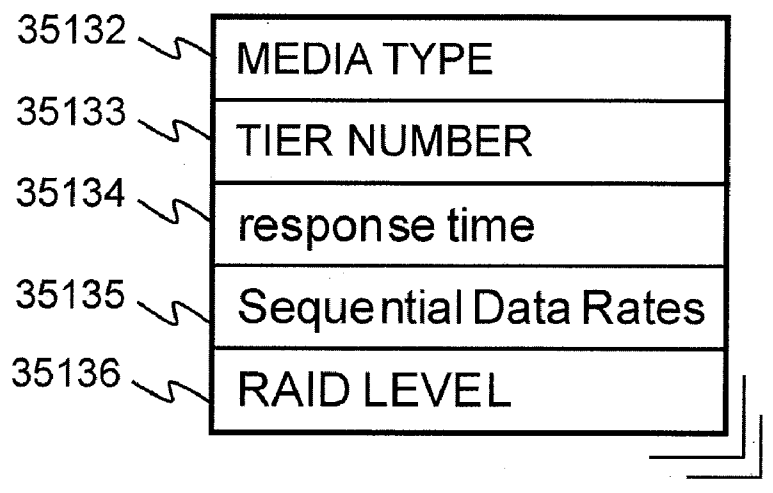 35132 MEDIA TYPE
35133 TIER NUMBER
35134 response time
35135 Sequential Data Rates
35136 RAID LEVEL